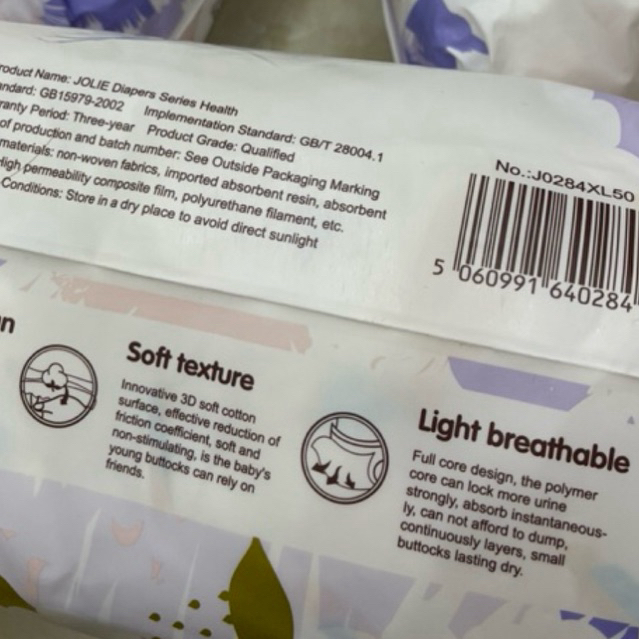 roduct Name: JOLIE Diapers Series Health
andard: GB15979-2002 Implementation Standard: GB/T 28004.1
ranty Period: Three-year Product Grade: Qualified
of production and batch number: See Outside Packaging Marking
materials: non-woven fabrics, imported absorbent resin, absorbent
High permeability composite film, polyurethane filament, etc.
Conditions: Store in a dry place to avoid direct sunlight
No.:J0284XL50
5 060991 640284
n
Soft texture
Innovative 3D soft cotton
surface, effective reduction of
friction coefficient, soft and
non-stimulating, is the baby's
young buttocks can rely on
friends.
Light breathable
Full core design, the polymer
core can lock more urine
strongly, absorb instantaneous-
ly, can not afford to dump,
continuously layers, small
buttocks lasting dry.